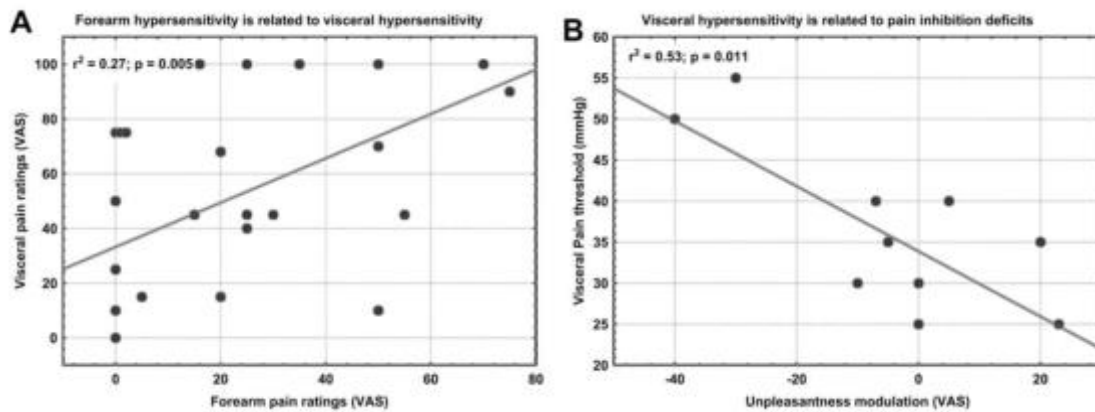 A
Forearm hypersensitivity is related to visceral hypersensitivity
r² = 0.27; p = 0.005
100
80
60
40
20
0
Visceral pain ratings (VAS)
0 20 40 60 80
Forearm pain ratings (VAS)
B
Visceral hypersensitivity is related to pain inhibition deficits
r² = 0.53; p = 0.011
60
55
50
45
40
35
30
25
20
Visceral Pain threshold (mmHg)
-40 -20 0 20
Unpleasantness modulation (VAS)